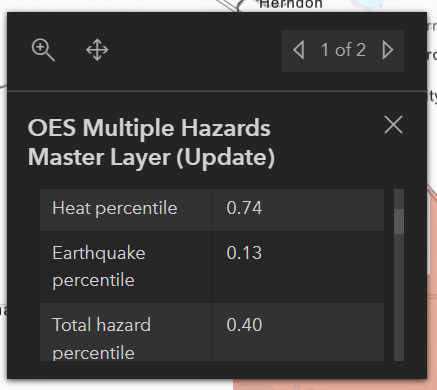 Herndon
1 of 2
OES Multiple Hazards
Master Layer (Update)
Heat percentile 0.74
Earthquake 0.13
percentile
Total hazard 0.40
percentile